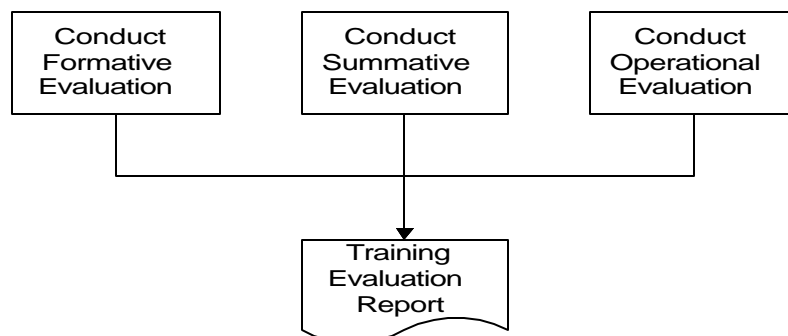 Conduct
Formative
Evaluation
Conduct
Summative
Evaluation
Conduct
Operational
Evaluation
Training
Evaluation
Report